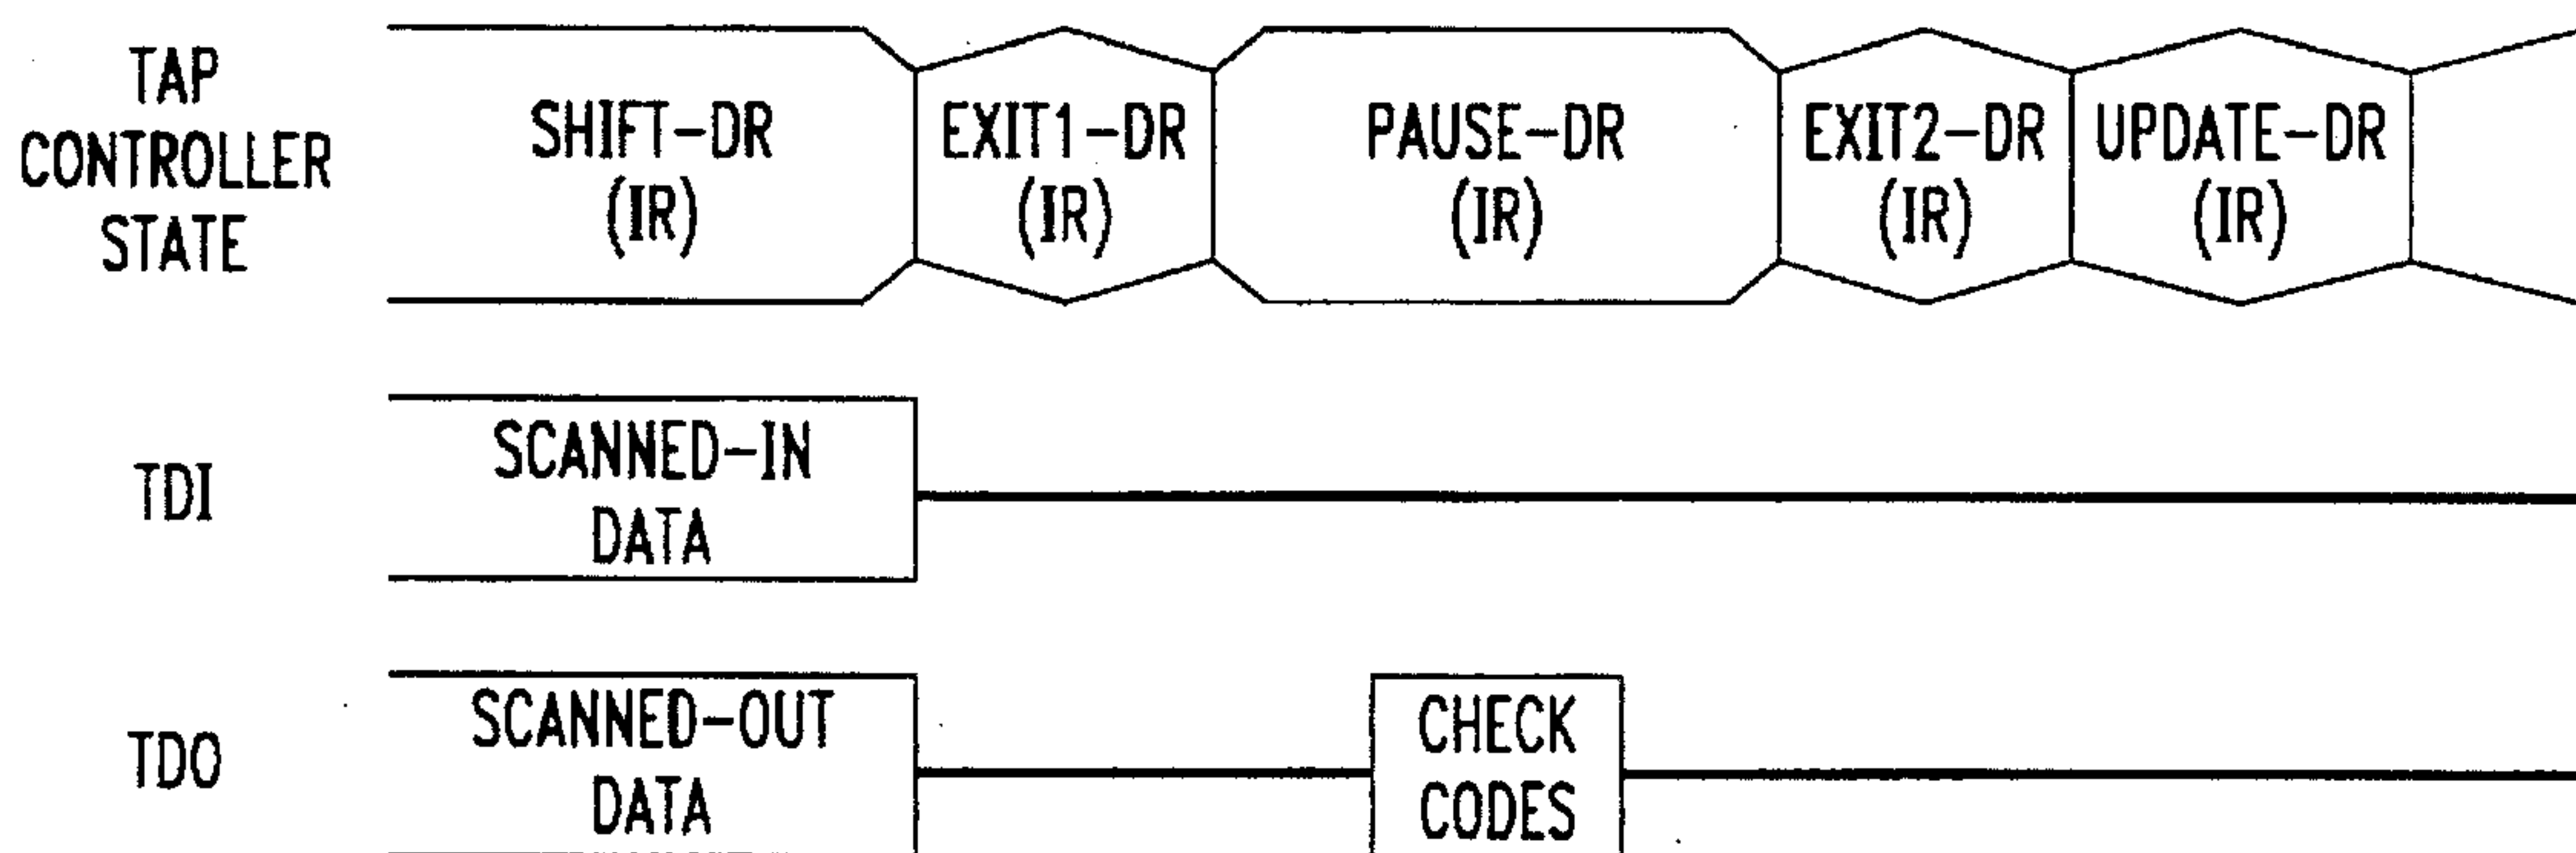 TAP
CONTROLLER
STATE
SHIFT-DR
(IR)
EXIT1-DR
(IR)
PAUSE-DR
(IR)
EXIT2-DR
(IR)
UPDATE-DR
(IR)
TDI
SCANNED-IN
DATA
TDO
SCANNED-OUT
DATA
CHECK
CODES